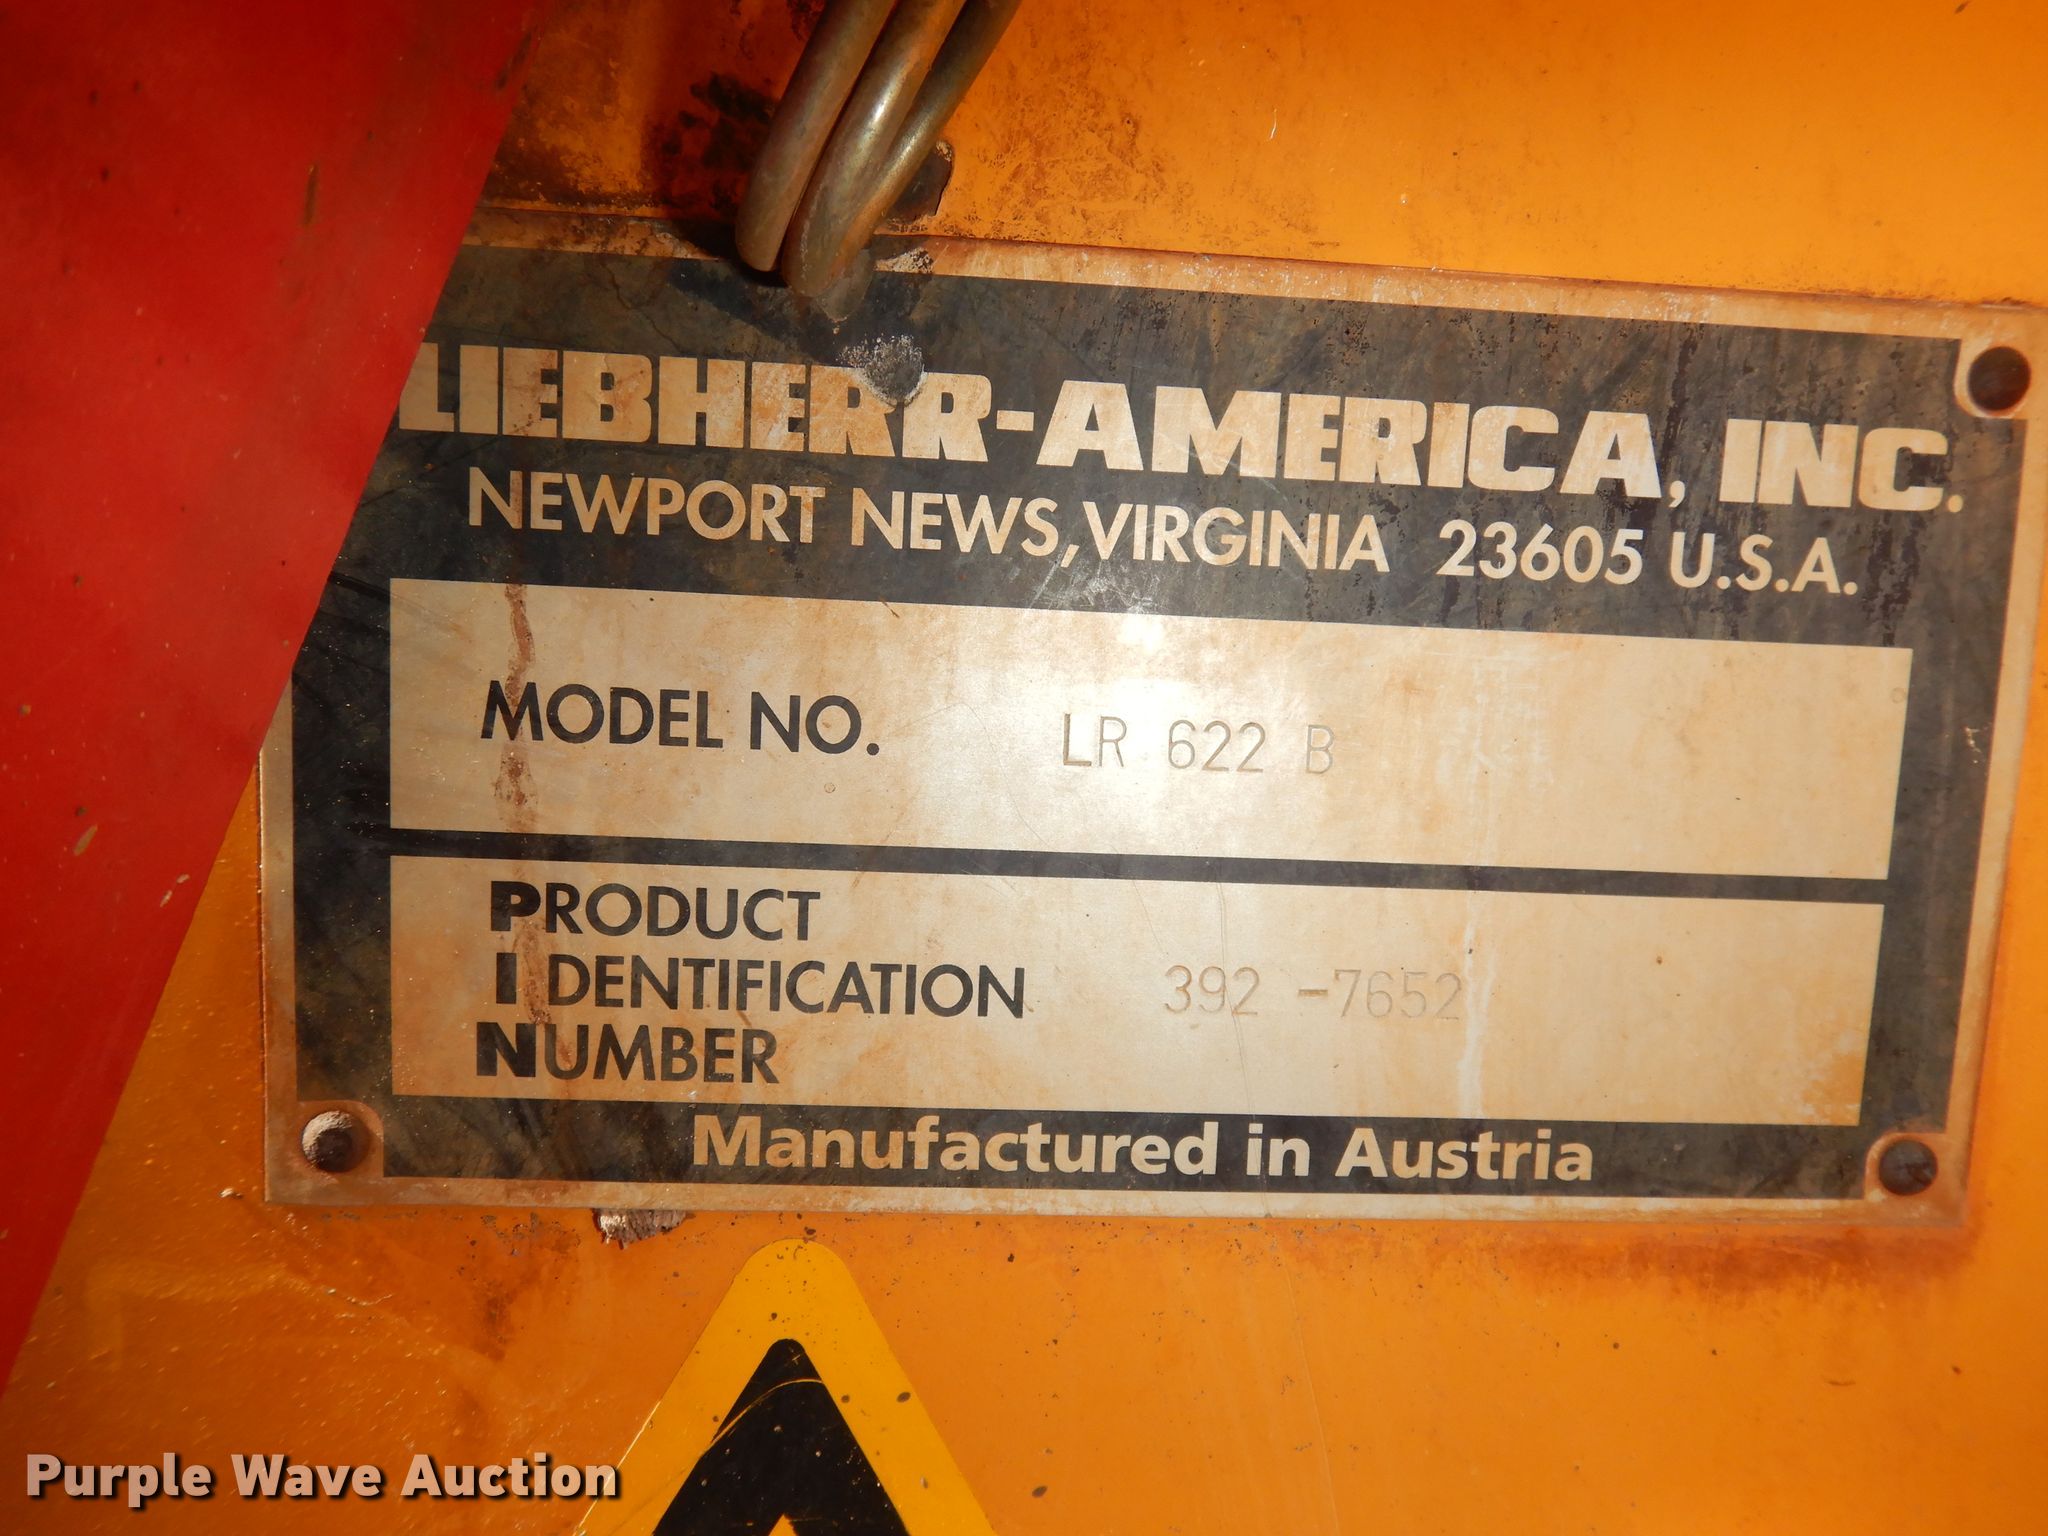 LIEBHERR-AMERICA, INC.
NEWPORT NEWS, VIRGINIA 23605 U.S.A.
MODEL NO. LR 622 B
PRODUCT
IDENTIFICATION 392 -7652
NUMBER
Manufactured in Austria
Purple Wave Auction